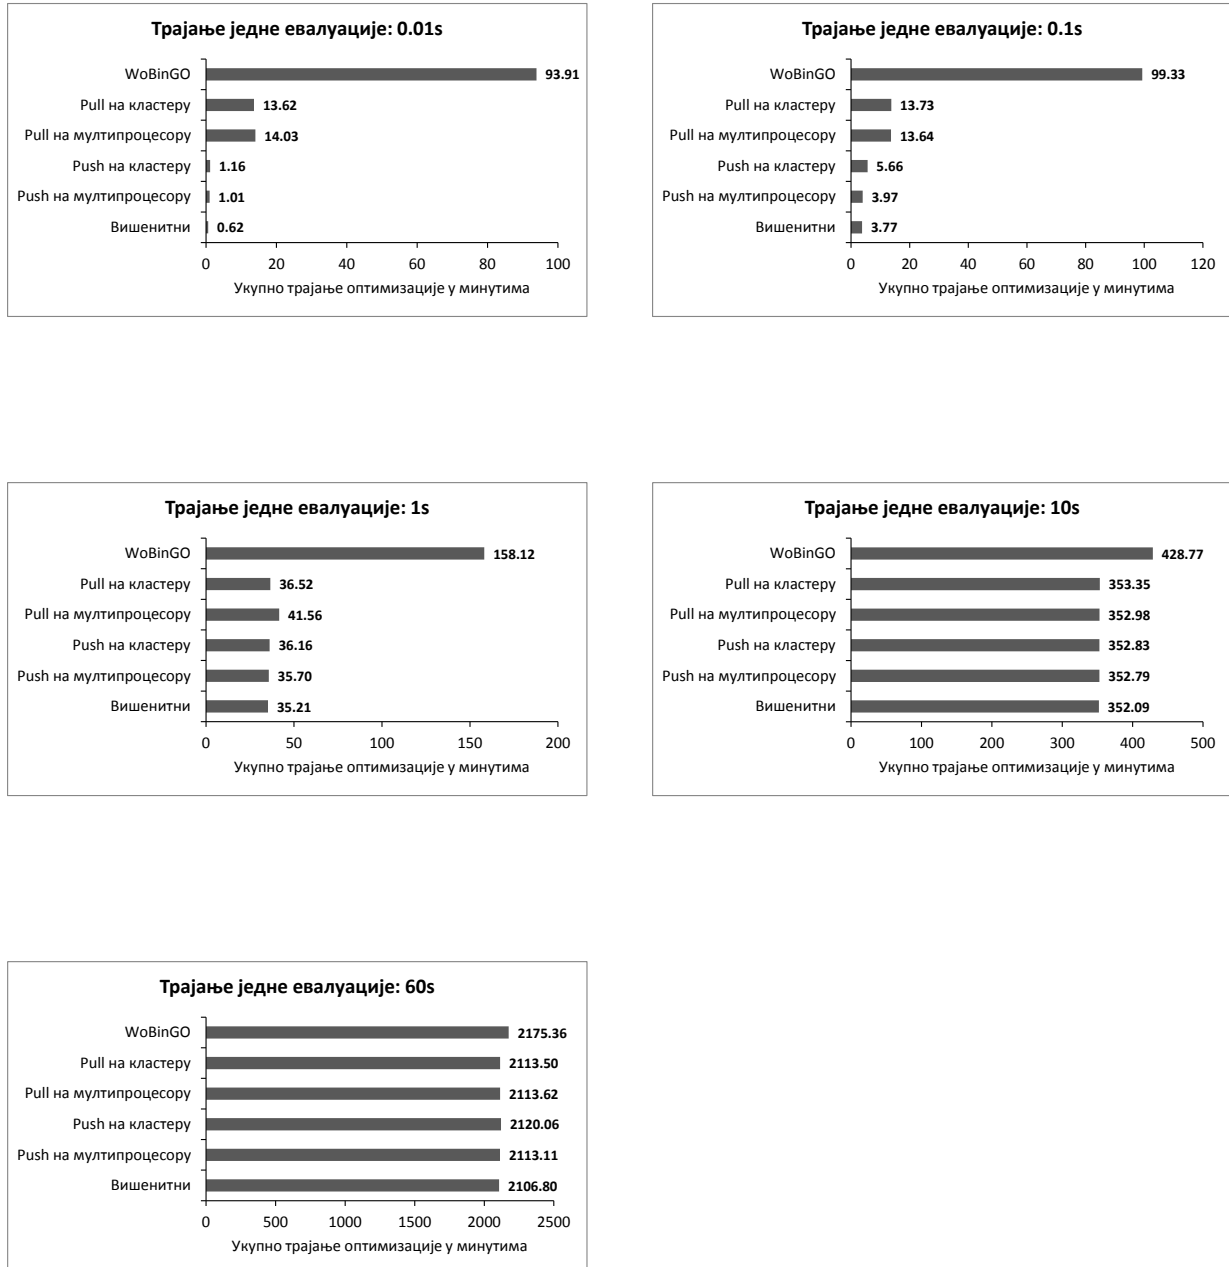 Трајање једне евалуације: 0.01s
WoBinGO 93.91
Pull на кластеру 13.62
Pull на мултипроцесору 14.03
Push на кластеру 1.16
Push на мултипроцесору 1.01
Вишенитни 0.62
0 20 40 60 80 100
Укупно трајање оптимизације у минутима
Трајање једне евалуације: 0.1s
WoBinGO 99.33
Pull на кластеру 13.73
Pull на мултипроцесору 13.64
Push на кластеру 5.66
Push на мултипроцесору 3.97
Вишенитни 3.77
0 20 40 60 80 100 120
Укупно трајање оптимизације у минутима
Трајање једне евалуације: 1s
WoBinGO 158.12
Pull на кластеру 36.52
Pull на мултипроцесору 41.56
Push на кластеру 36.16
Push на мултипроцесору 35.70
Вишенитни 35.21
0 50 100 150 200
Укупно трајање оптимизације у минутима
Трајање једне евалуације: 10s
WoBinGO 428.77
Pull на кластеру 353.35
Pull на мултипроцесору 352.98
Push на кластеру 352.83
Push на мултипроцесору 352.79
Вишенитни 352.09
0 100 200 300 400 500
Укупно трајање оптимизације у минутима
Трајање једне евалуације: 60s
WoBinGO 2175.36
Pull на кластеру 2113.50
Pull на мултипроцесору 2113.62
Push на кластеру 2120.06
Push на мултипроцесору 2113.11
Вишенитни 2106.80
0 500 1000 1500 2000 2500
Укупно трајање оптимизације у минутима